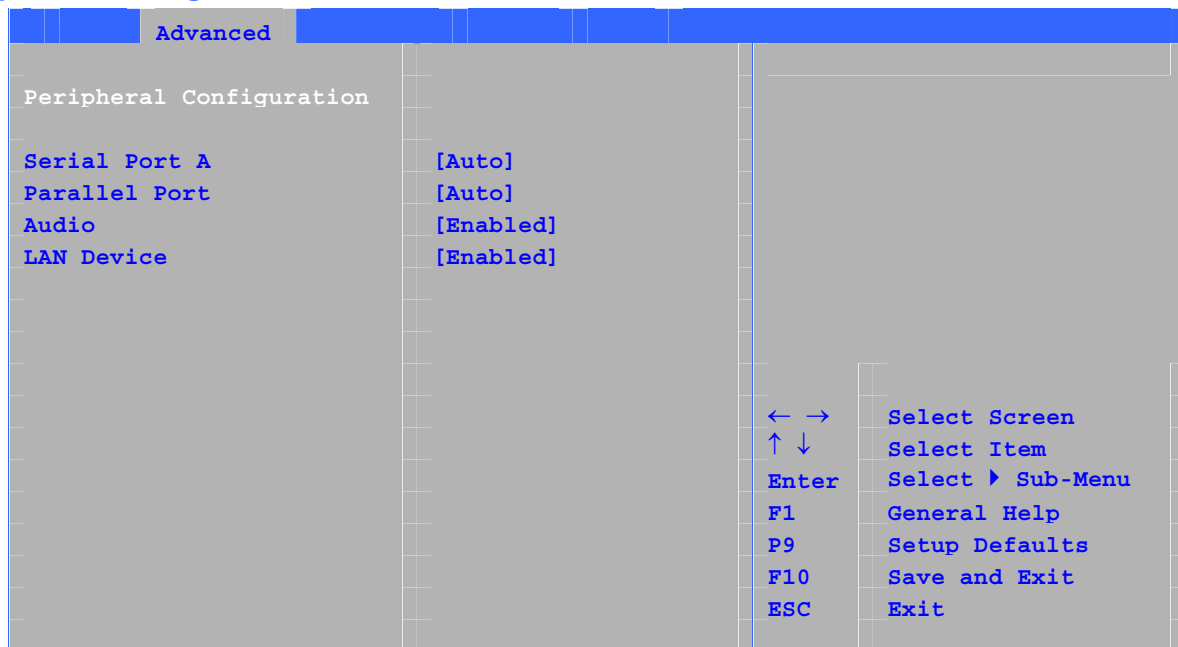 Advanced
Peripheral Configuration
Serial Port A [Auto]
Parallel Port [Auto]
Audio [Enabled]
LAN Device [Enabled]
← → Select Screen
↑ ↓ Select Item
Enter Select ▶ Sub-Menu
F1 General Help
P9 Setup Defaults
F10 Save and Exit
ESC Exit